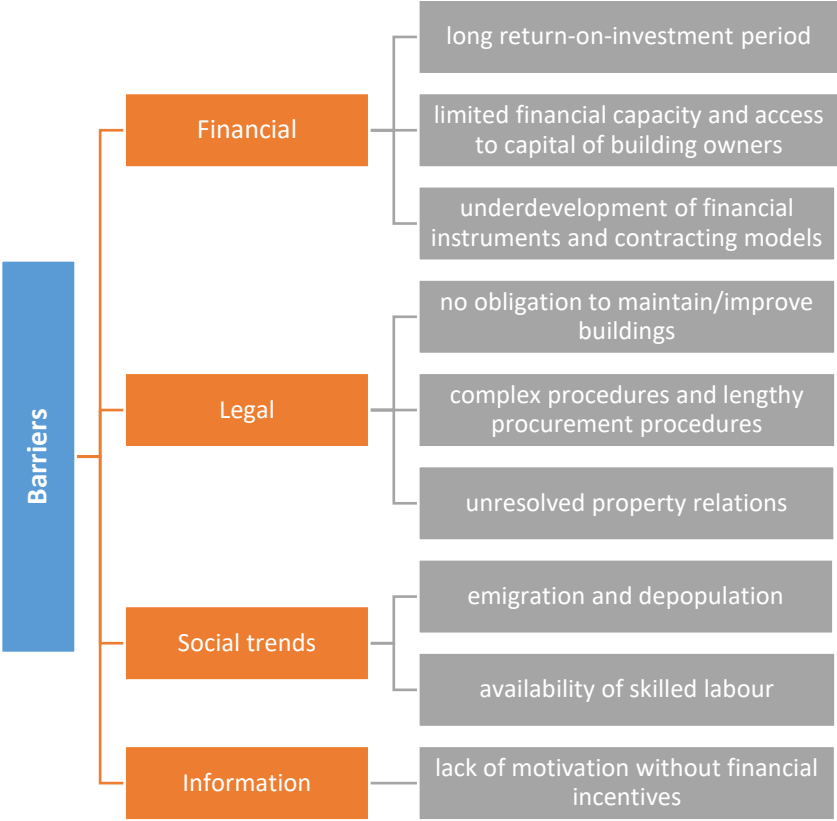 Barriers
Financial
long return-on-investment period
limited financial capacity and access
to capital of building owners
underdevelopment of financial
instruments and contracting models
Legal
no obligation to maintain/improve
buildings
complex procedures and lengthy
procurement procedures
unresolved property relations
Social trends
emigration and depopulation
availability of skilled labour
Information
lack of motivation without financial
incentives